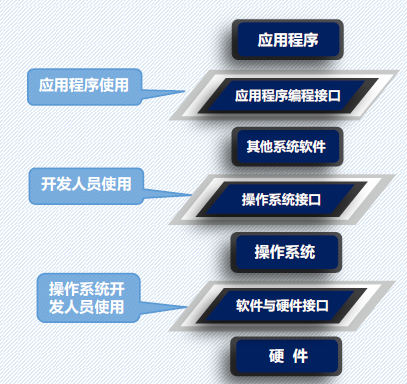 应用程序
应用程序使用
应用程序编程接口
其他系统软件
开发人员使用
操作系统接口
操作系统
操作系统开
发人员使用
软件与硬件接口
硬 件